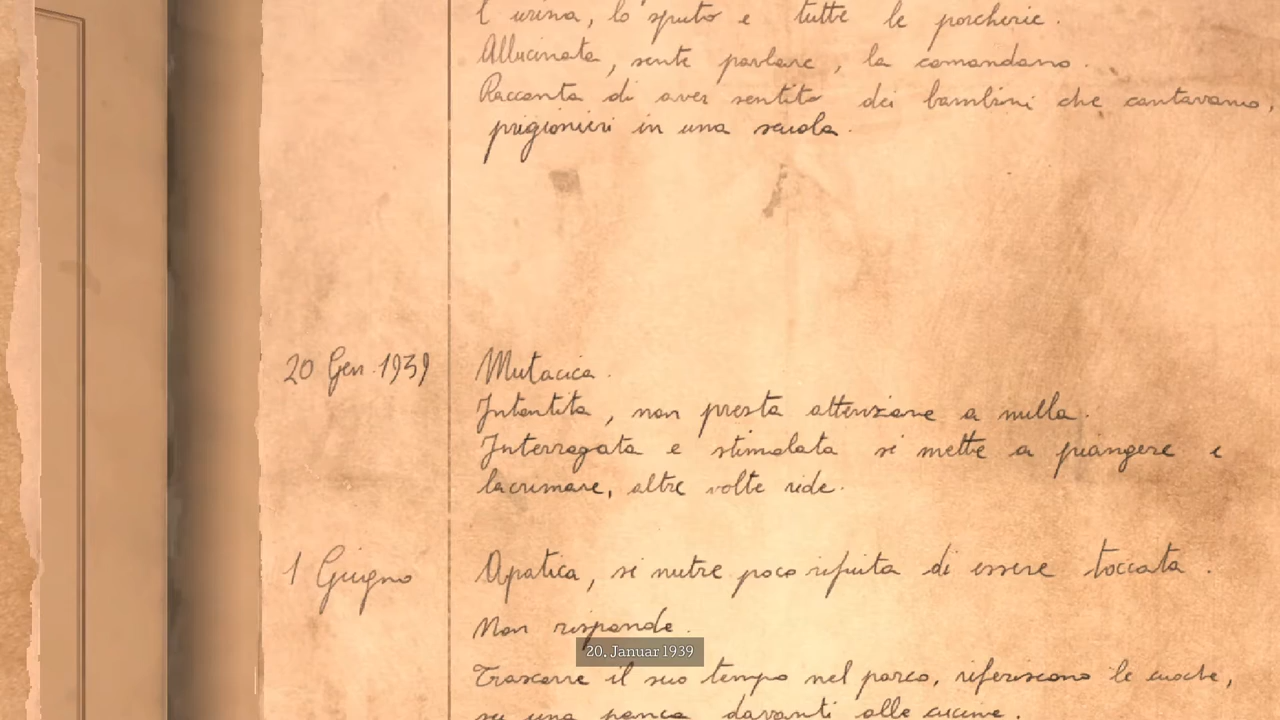 l'urina, lo sputo e tutte le porcherie.
Allucinata, sente parlare, la comandano.
Racconta di aver sentito dei bambini che cantavano,
prigionieri in una scuola.
20 Gen. 1939 Mutacica.
Intontita, non presta attenzione a nulla.
Interrogata e stimolata si mette a piangere e
lacrimare, altre volte ride.
1 Giugno Apatica, si nutre poco rifiuta di essere toccata.
Non risponde.
20. Januar 1939
Trascorre il suo tempo nel parco, riferiscono le cuoche,
su una panca davanti alle cucine.